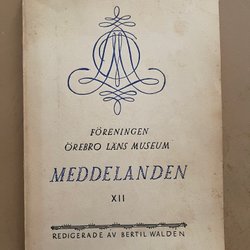 FÖRENINGEN
ÖREBRO LÄNS MUSEUM
MEDDELANDEN
XII
REDIGERADE AV BERTIL WALDÉN